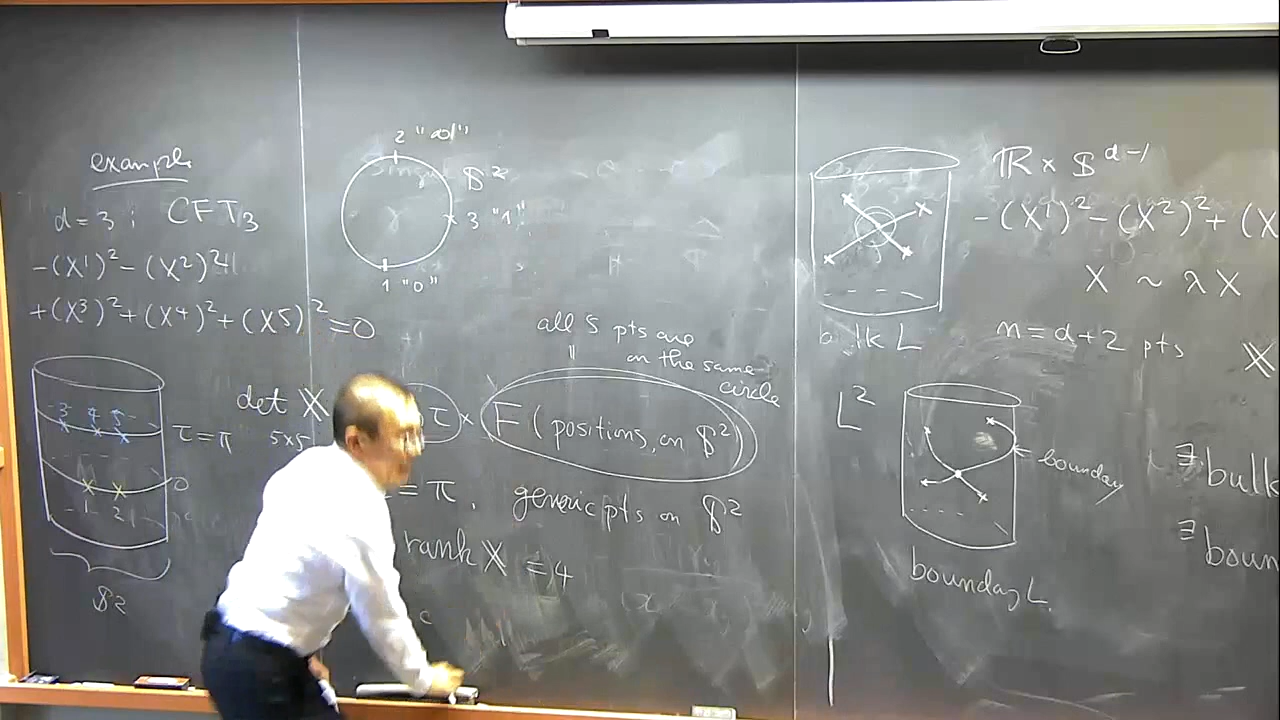 example
d = 3 ; CFT₃
-(X¹)² - (X²)²
+(X³)² + (X⁴)² + (X⁵)² = 0
3 4 5
τ = π
1 2
0
S²
2 "∞"
S²
3 "1"
1 "0"
all 5 pts are
on the same
circle
det X
5x5
τ × F (positions on S²)
= π, generic pts on S²
rank X = 4
R × S^{d-1}
-(X¹)² - (X²)² + (X
X ~ λX
bulk L
n = d+2 pts
X
L²
boundary
boundary L.
∃ bulk
∃ boun